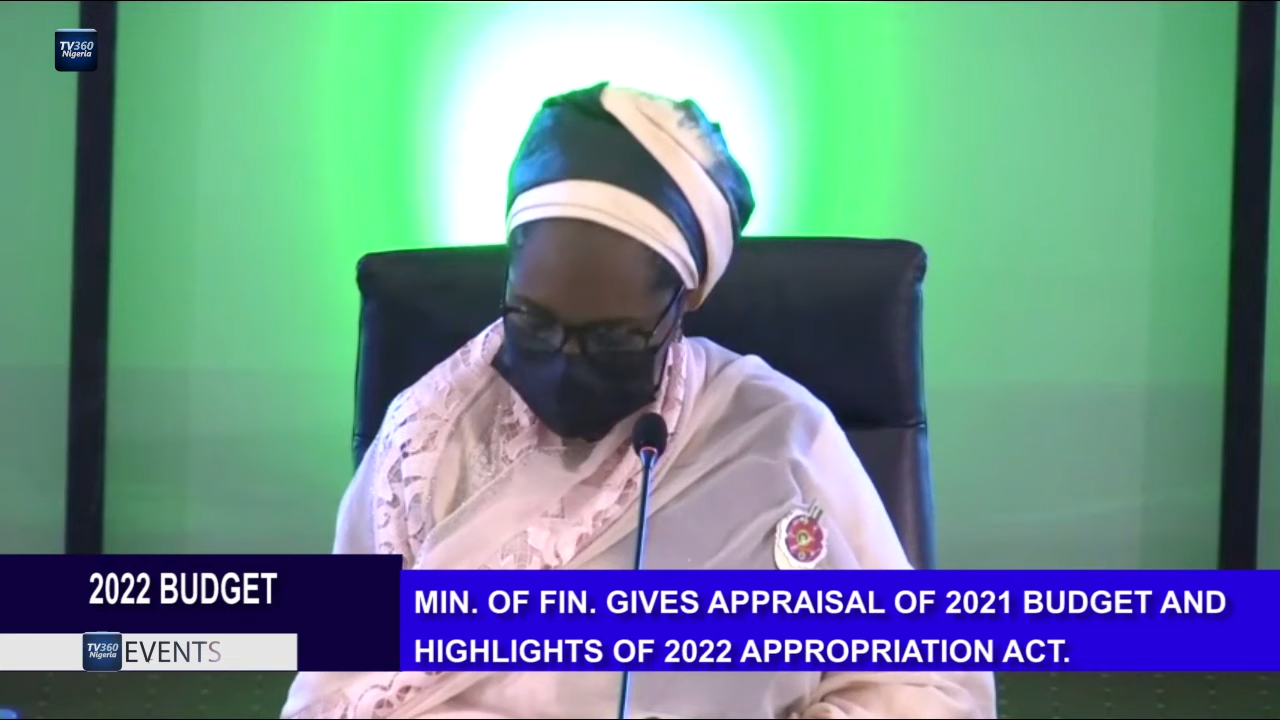 TV360
Nigeria
2022 BUDGET
TV360
Nigeria
EVENTS
MIN. OF FIN. GIVES APPRAISAL OF 2021 BUDGET AND
HIGHLIGHTS OF 2022 APPROPRIATION ACT.